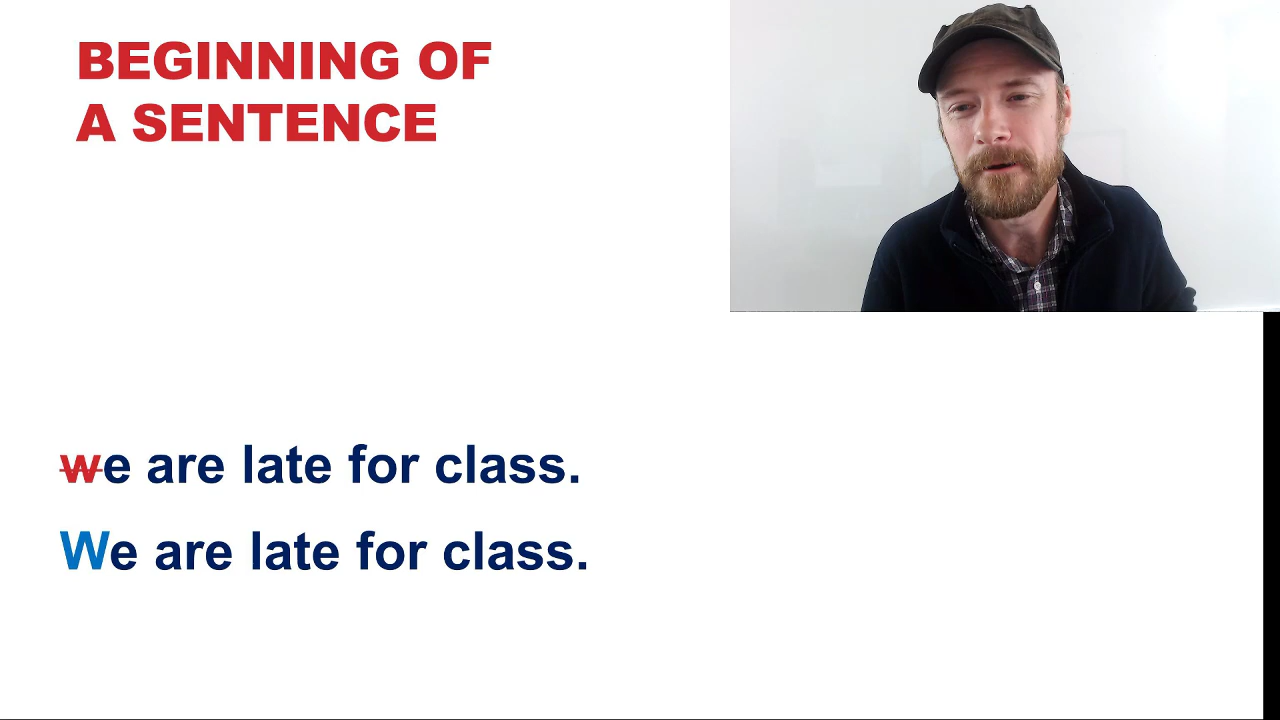 BEGINNING OF
A SENTENCE
we are late for class.
We are late for class.